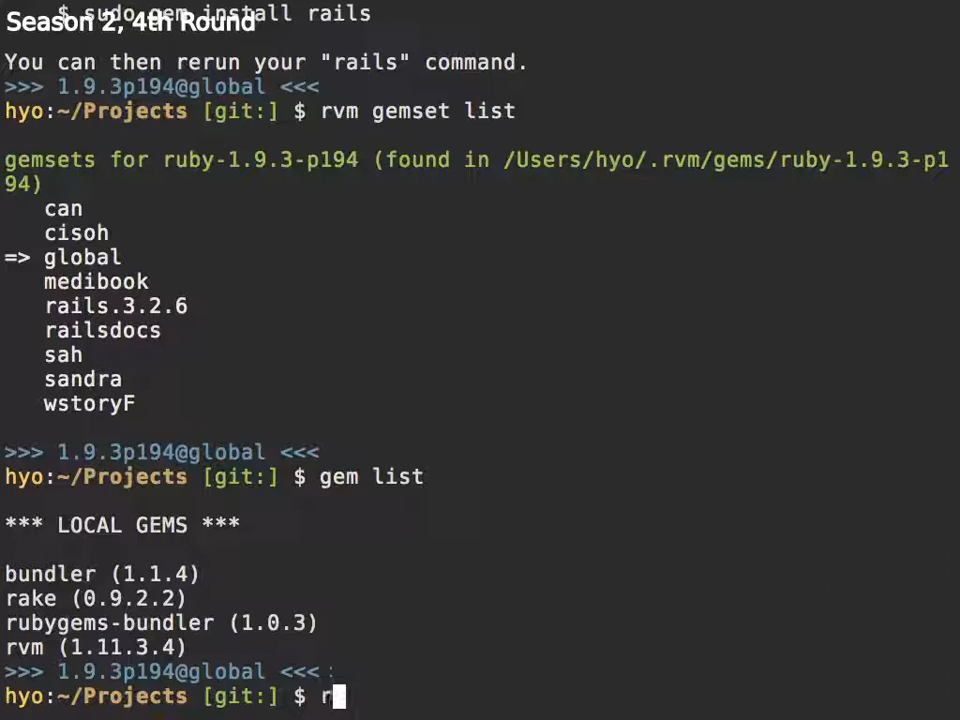 $ sudo gem install rails
Season 2, 4th Round
You can then rerun your "rails" command.
>>> 1.9.3p194@global <<<
hyo:~/Projects [git:] $ rvm gemset list
gemsets for ruby-1.9.3-p194 (found in /Users/hyo/.rvm/gems/ruby-1.9.3-p1
94)
can
cisoh
=> global
medibook
rails.3.2.6
railsdocs
sah
sandra
wstoryF
>>> 1.9.3p194@global <<<
hyo:~/Projects [git:] $ gem list
*** LOCAL GEMS ***
bundler (1.1.4)
rake (0.9.2.2)
rubygems-bundler (1.0.3)
rvm (1.11.3.4)
>>> 1.9.3p194@global <<<
hyo:~/Projects [git:] $ r